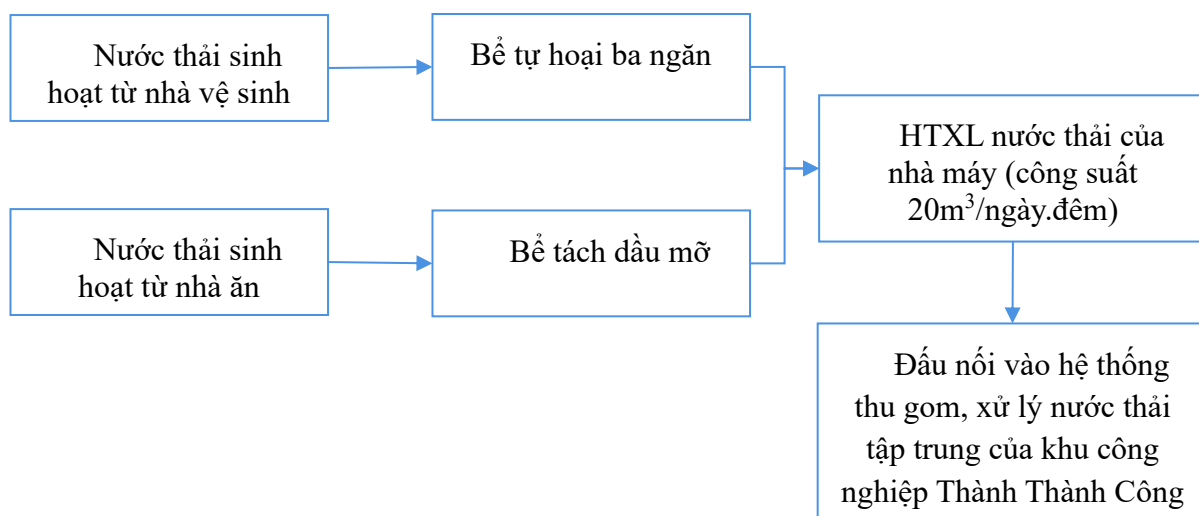 Nước thải sinh
hoạt từ nhà vệ sinh
Bể tự hoại ba ngăn
Nước thải sinh
hoạt từ nhà ăn
Bể tách dầu mỡ
HTXL nước thải của
nhà máy (công suất
20m³/ngày.đêm)
Đấu nối vào hệ thống
thu gom, xử lý nước thải
tập trung của khu công
nghiệp Thành Thành Công